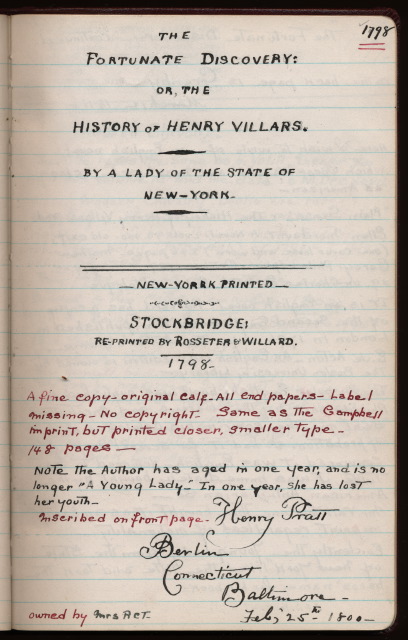 1798
THE
FORTUNATE DISCOVERY:
OR, THE
HISTORY OF HENRY VILLARS.
BY A LADY OF THE STATE OF
NEW-YORK.
— NEW-YORRK PRINTED —
STOCKBRIDGE;
RE-PRINTED BY ROSSETER & WILLARD.
1798-
A fine copy- original calf- All End papers- Label
missing- No copyright- Same as The Campbell
imprint, but printed closer, smaller type-
148 pages—
NOTE The Author has aged in one year, and is no
longer "A Young Lady-" In one year, she has lost
her youth-
Inscribed on front page- Henry Pratt
Berlin
Connecticut
Baltimore-
Feb; 25th 1800-
owned by Mrs ACT-